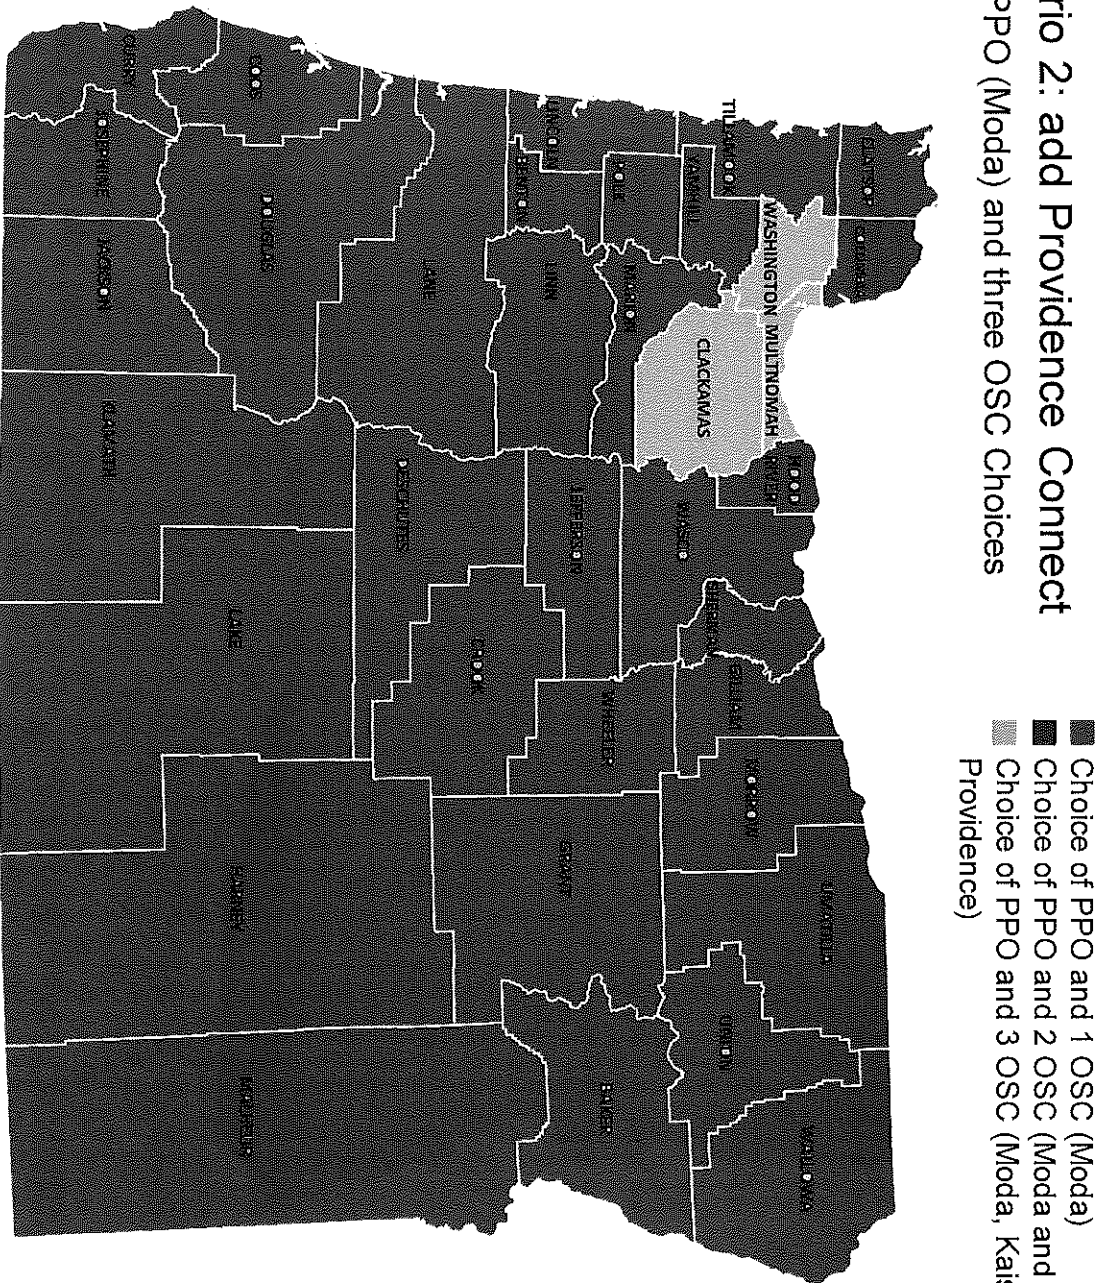 rio 2: add Providence Connect
PPO (Moda) and three OSC Choices
Choice of PPO and 1 OSC (Moda)
Choice of PPO and 2 OSC (Moda and
Choice of PPO and 3 OSC (Moda, Kais
Providence)
CLATSOP
COLUMBIA
TILLAMOOK
WASHINGTON
MULTNOMAH
HOOD
RIVER
YAMHILL
CLACKAMAS
WASCO
SHERMAN
GILLIAM
MORROW
UMATILLA
UNION
WALLOWA
POLK
MARION
LINCOLN
BENTON
LINN
JEFFERSON
WHEELER
GRANT
BAKER
LANE
DESCHUTES
CROOK
COOS
DOUGLAS
LAKE
HARNEY
MALHEUR
CURRY
JOSEPHINE
JACKSON
KLAMATH